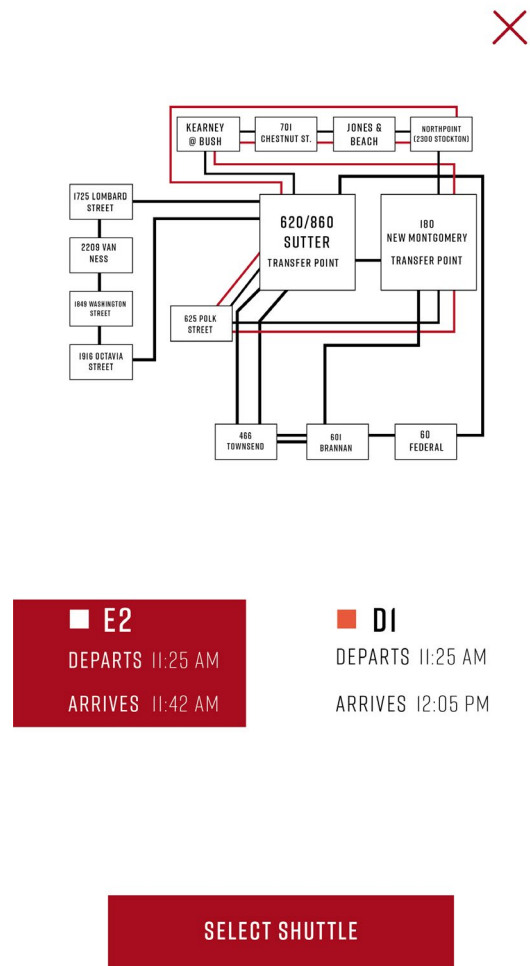 KEARNEY
@ BUSH
701
CHESTNUT ST.
JONES &
BEACH
NORTHPOINT
(2300 STOCKTON)
1725 LOMBARD
STREET
2209 VAN
NESS
1849 WASHINGTON
STREET
1916 OCTAVIA
STREET
620/860
SUTTER
TRANSFER POINT
180
NEW MONTGOMERY
TRANSFER POINT
625 POLK
STREET
466
TOWNSEND
601
BRANNAN
60
FEDERAL
E2
DEPARTS 11:25 AM
ARRIVES 11:42 AM
D1
DEPARTS 11:25 AM
ARRIVES 12:05 PM
SELECT SHUTTLE